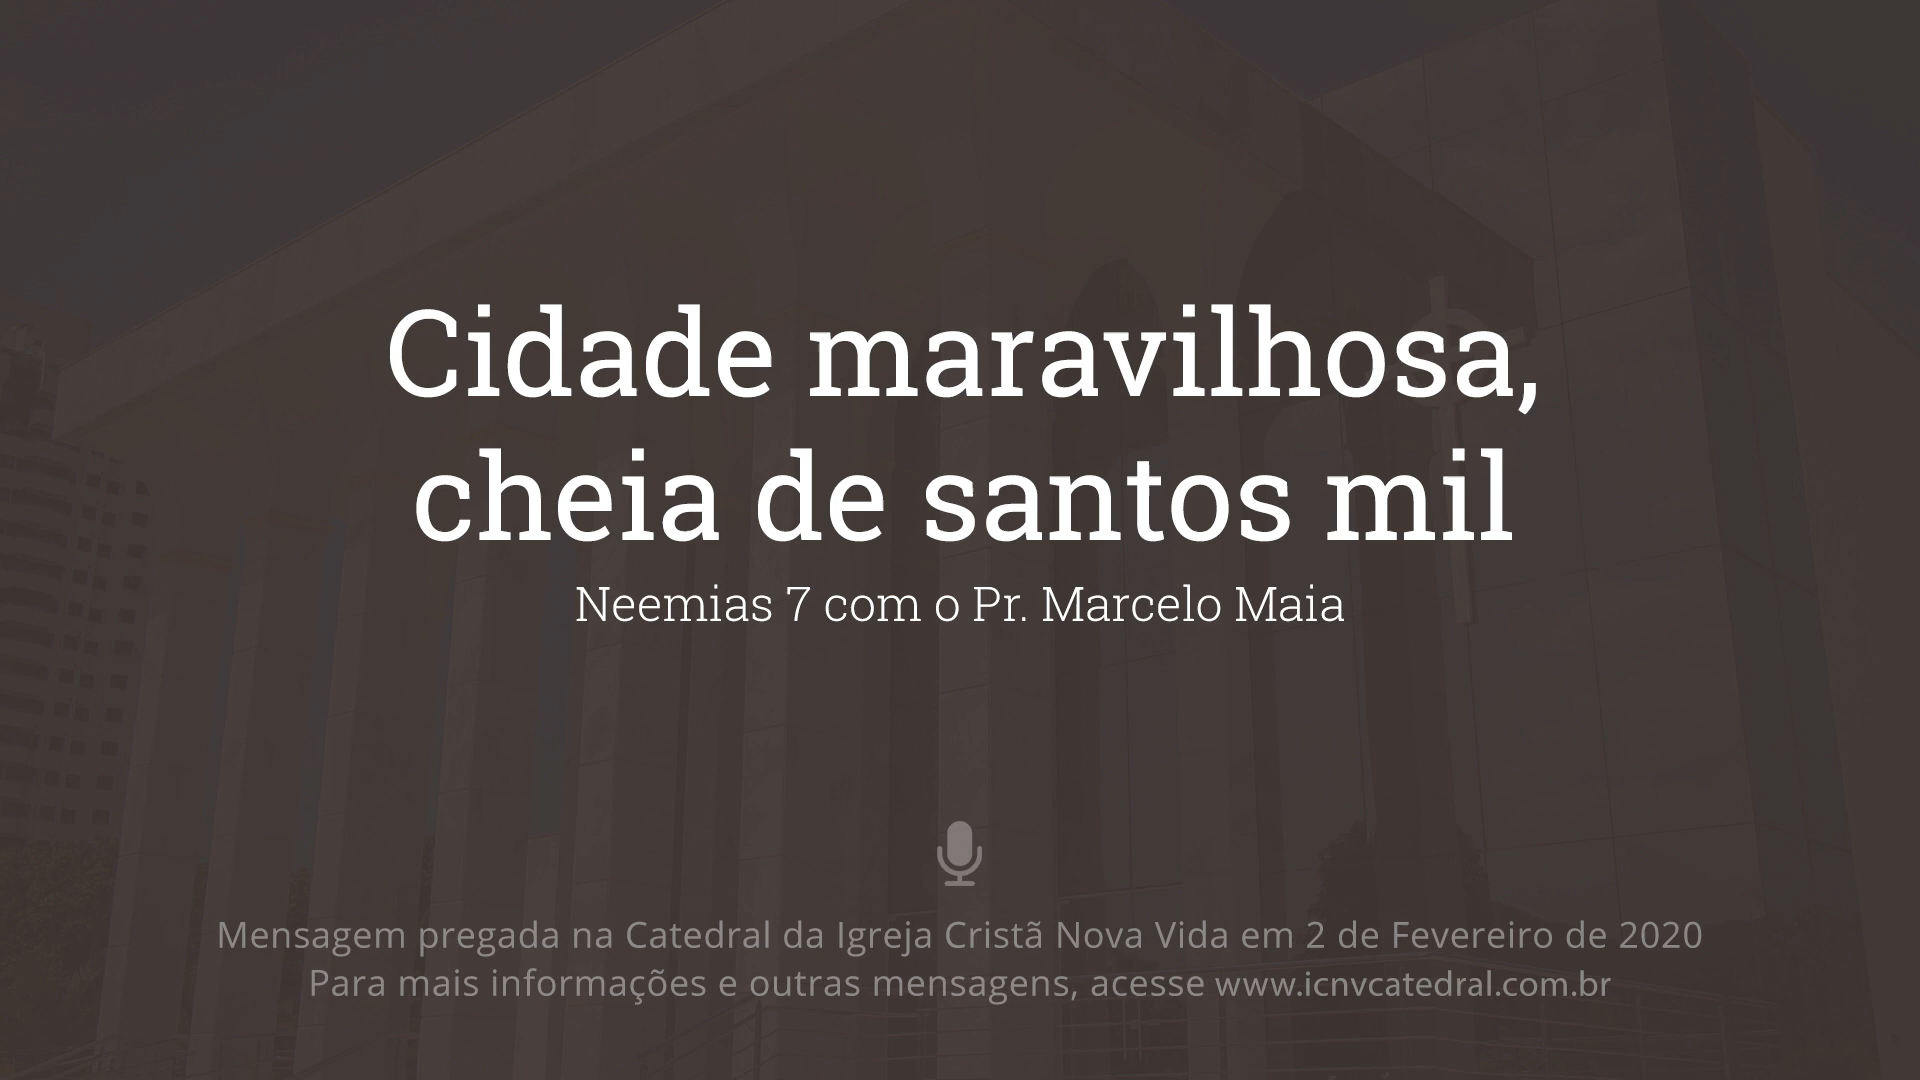 Cidade maravilhosa,
cheia de santos mil
Neemias 7 com o Pr. Marcelo Maia
Mensagem pregada na Catedral da Igreja Cristã Nova Vida em 2 de Fevereiro de 2020
Para mais informações e outras mensagens, acesse www.icnvcatedral.com.br